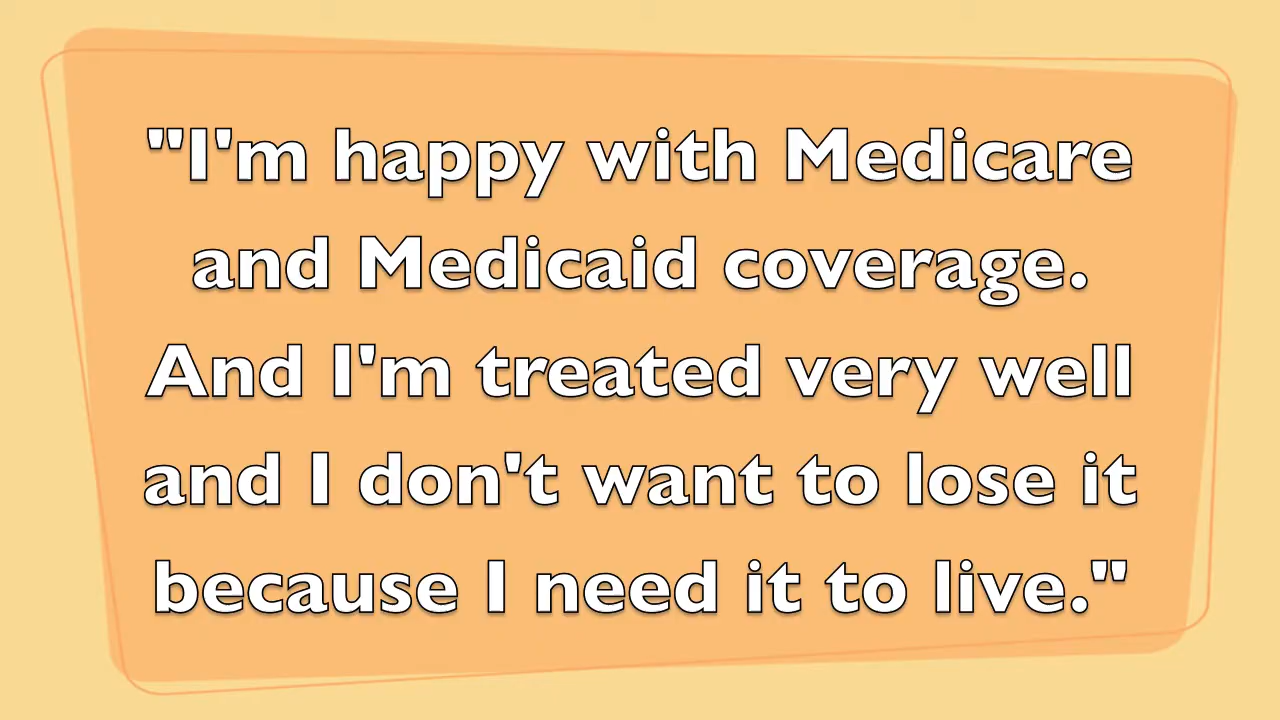 "I'm happy with Medicare
and Medicaid coverage.
And I'm treated very well
and I don't want to lose it
because I need it to live."